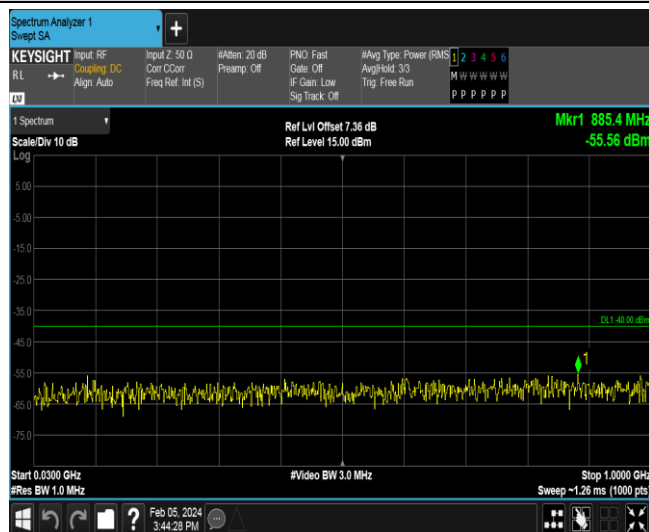 Spectrum Analyzer 1
Swept SA
+
KEYSIGHT Input: RF Input Z: 50 Ω #Atten: 20 dB PNO: Fast #Avg Type: Power (RMS 1 2 3 4 5 6
RL Coupling: DC Corr CCorr Preamp: Off Gate: Off Avg|Hold: 3/3 M W W W W W
Align: Auto Freq Ref: Int (S) IF Gain: Low Trig: Free Run
Sig Track: Off P P P P P P
LXI
1 Spectrum Ref Lvl Offset 7.36 dB Mkr1 885.4 MHz
Scale/Div 10 dB Ref Level 15.00 dBm -55.56 dBm
Log
5.00
-5.00
-15.0
-25.0
-35.0
DL1 -40.00 dBm
-45.0
1
-55.0
-65.0
-75.0
Start 0.0300 GHz #Video BW 3.0 MHz Stop 1.0000 GHz
#Res BW 1.0 MHz Sweep ~1.26 ms (1000 pts)
? Feb 05, 2024
3:44:28 PM